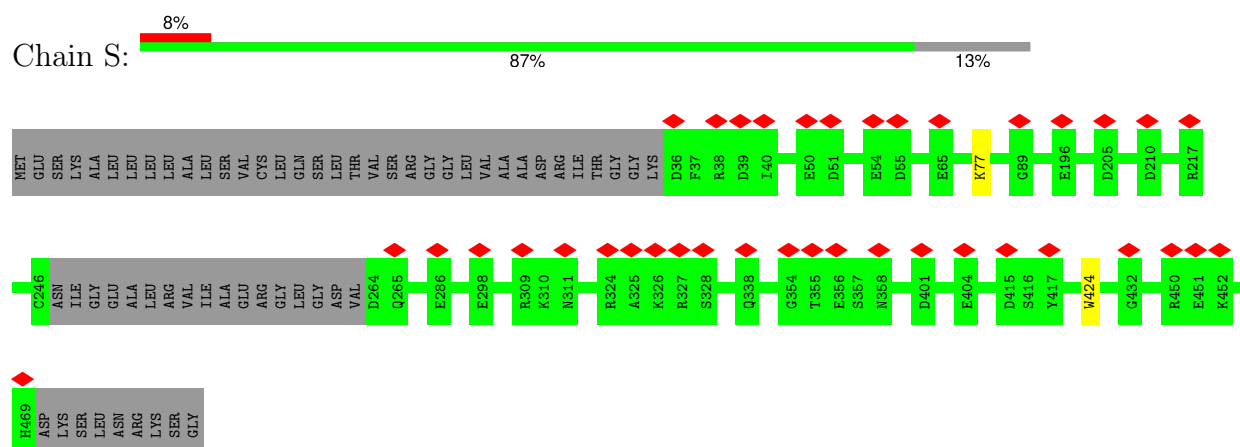 8%
Chain S:
87% 13%
MET GLU SER LYS ALA LEU LEU LEU LEU ALA LEU SER VAL CYS LEU GLN SER LEU THR VAL SER ARG GLY GLY LEU VAL ALA ALA ASP ARG ILE THR GLY GLY LYS D36 F37 R38 D39 I40 E50 D51 E54 D55 E65 K77 G89 E196 D205 D210 R217
C246 ASN ILE GLY GLU ALA LEU ARG VAL ILE ALA GLU ARG GLY LEU GLY ASP VAL D264 Q265 E286 E298 R309 K310 N311 R324 A325 K326 R327 S328 Q338 G354 T355 E356 S357 N358 D401 E404 D415 S416 Y417 W424 G432 R450 E451 K452
H469 ASP LYS SER LEU ASN ARG LYS SER GLY